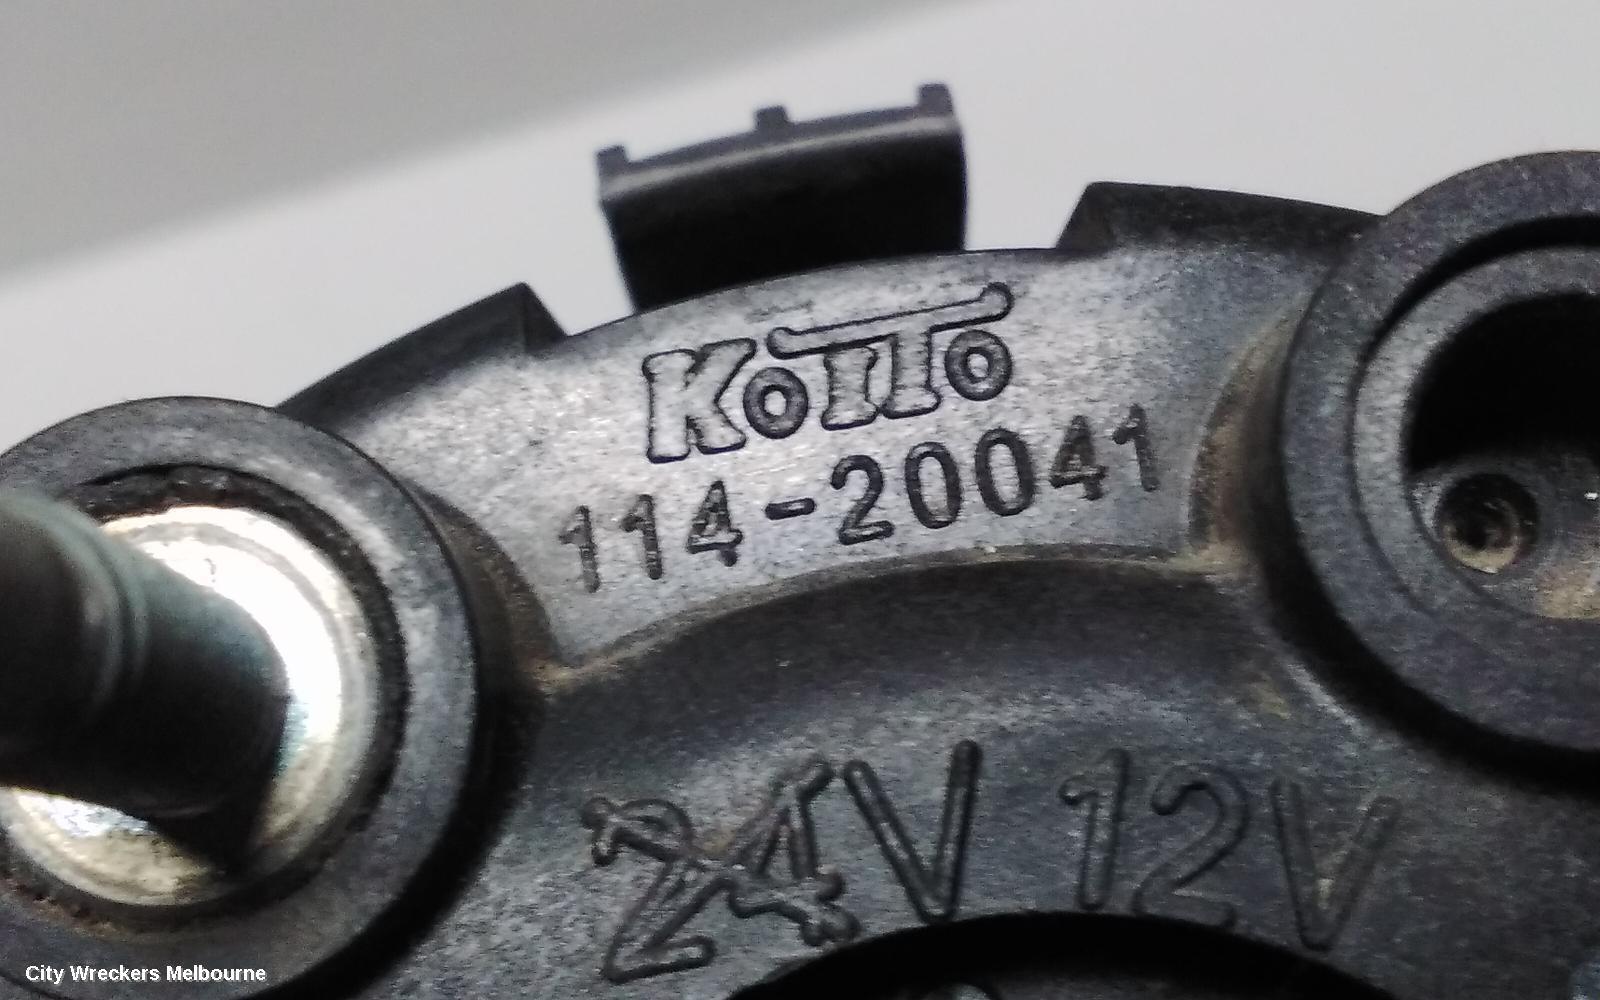 KOITO
114-20041
24V 12V
City Wreckers Melbourne